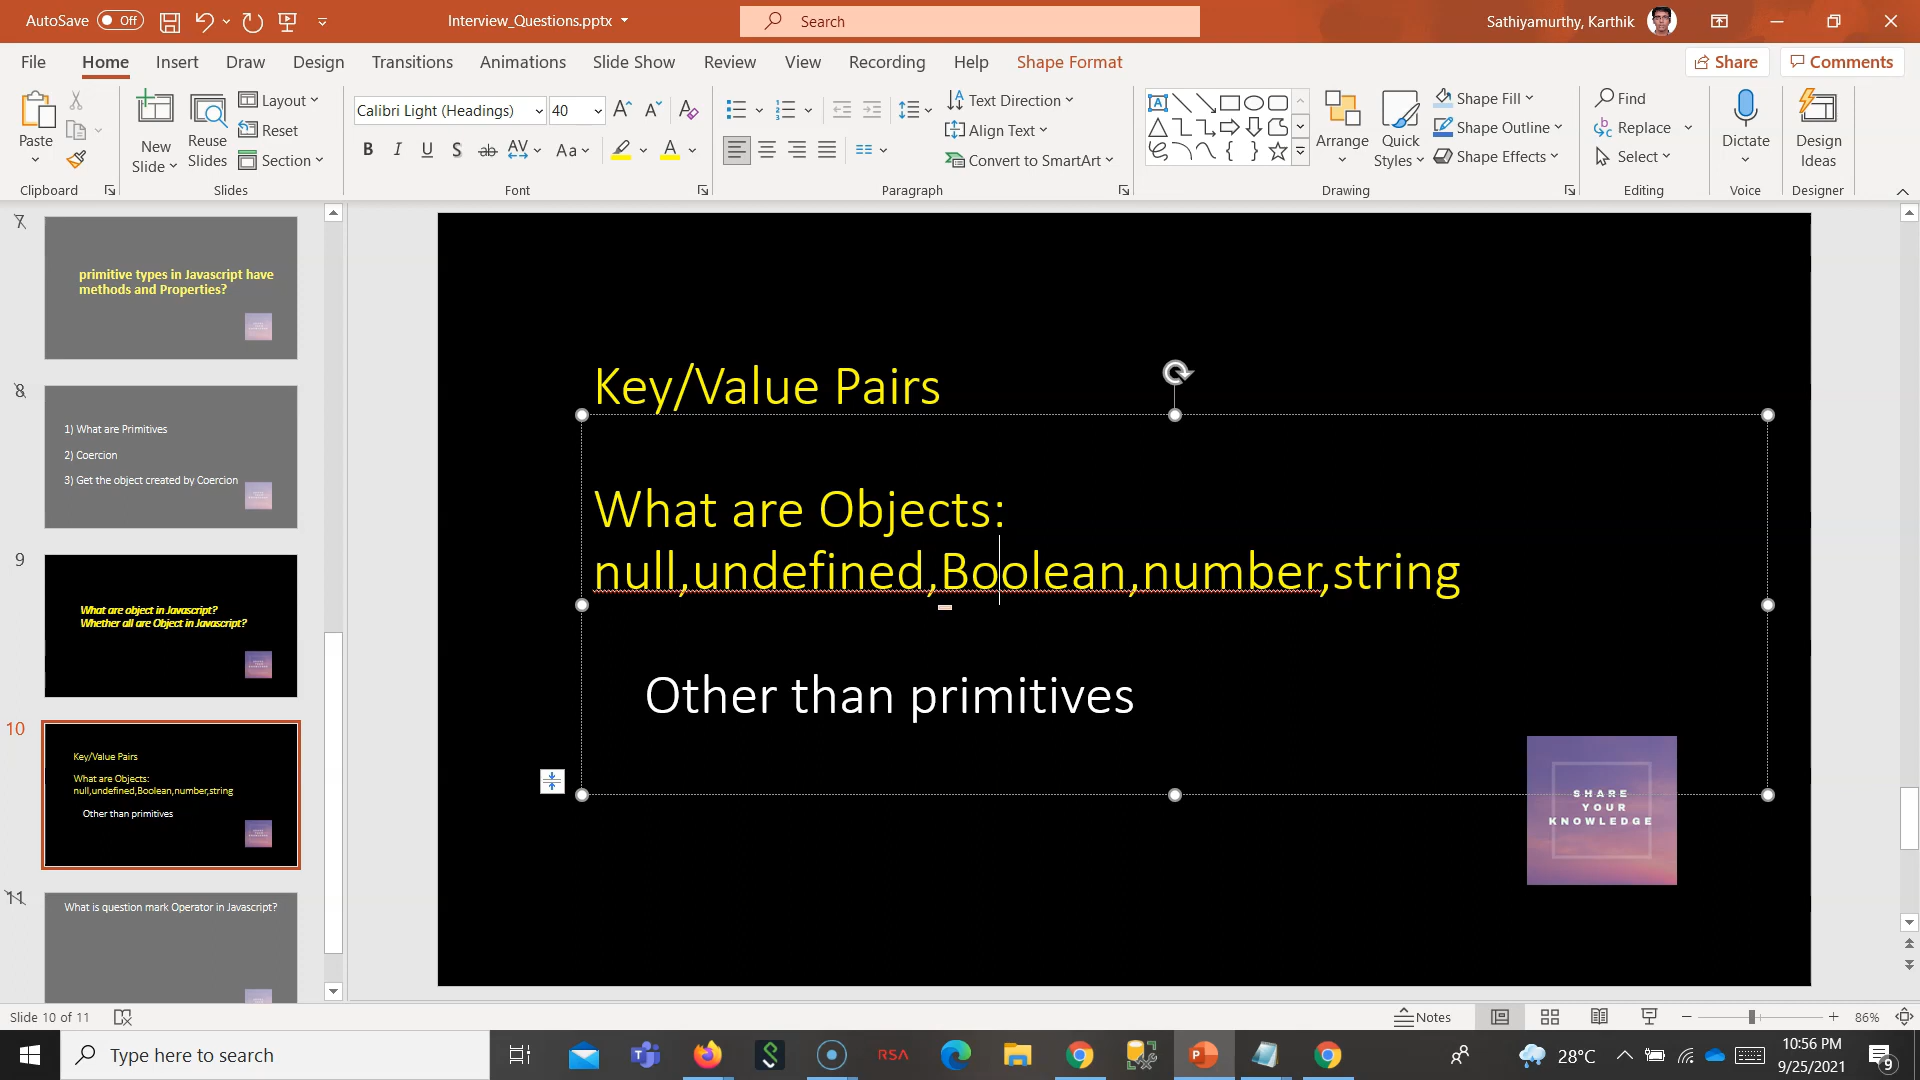 AutoSave Off
Interview_Questions.pptx
Search
Sathiyamurthy, Karthik
File Home Insert Draw Design Transitions Animations Slide Show Review View Recording Help Shape Format
Share
Comments
Paste
Clipboard
New Slide
Reuse Slides
Layout
Reset
Section
Slides
Calibri Light (Headings) 40
Font
Text Direction
Align Text
Convert to SmartArt
Paragraph
Arrange
Quick Styles
Shape Fill
Shape Outline
Shape Effects
Drawing
Find
Replace
Select
Editing
Dictate
Voice
Design Ideas
Designer
7
primitive types in Javascript have
methods and Properties?
8
1) What are Primitives
2) Coercion
3) Get the object created by Coercion
9
What are object in Javascript?
Whether all are Object in Javascript?
10
Key/Value Pairs
What are Objects:
null,undefined,Boolean,number,string
Other than primitives
11
What is question mark Operator in Javascript?
Key/Value Pairs
What are Objects:
null,undefined,Boolean,number,string
Other than primitives
SHARE
YOUR
KNOWLEDGE
Slide 10 of 11
Notes
86%
Type here to search
RSA
28°C
10:56 PM
9/25/2021
9